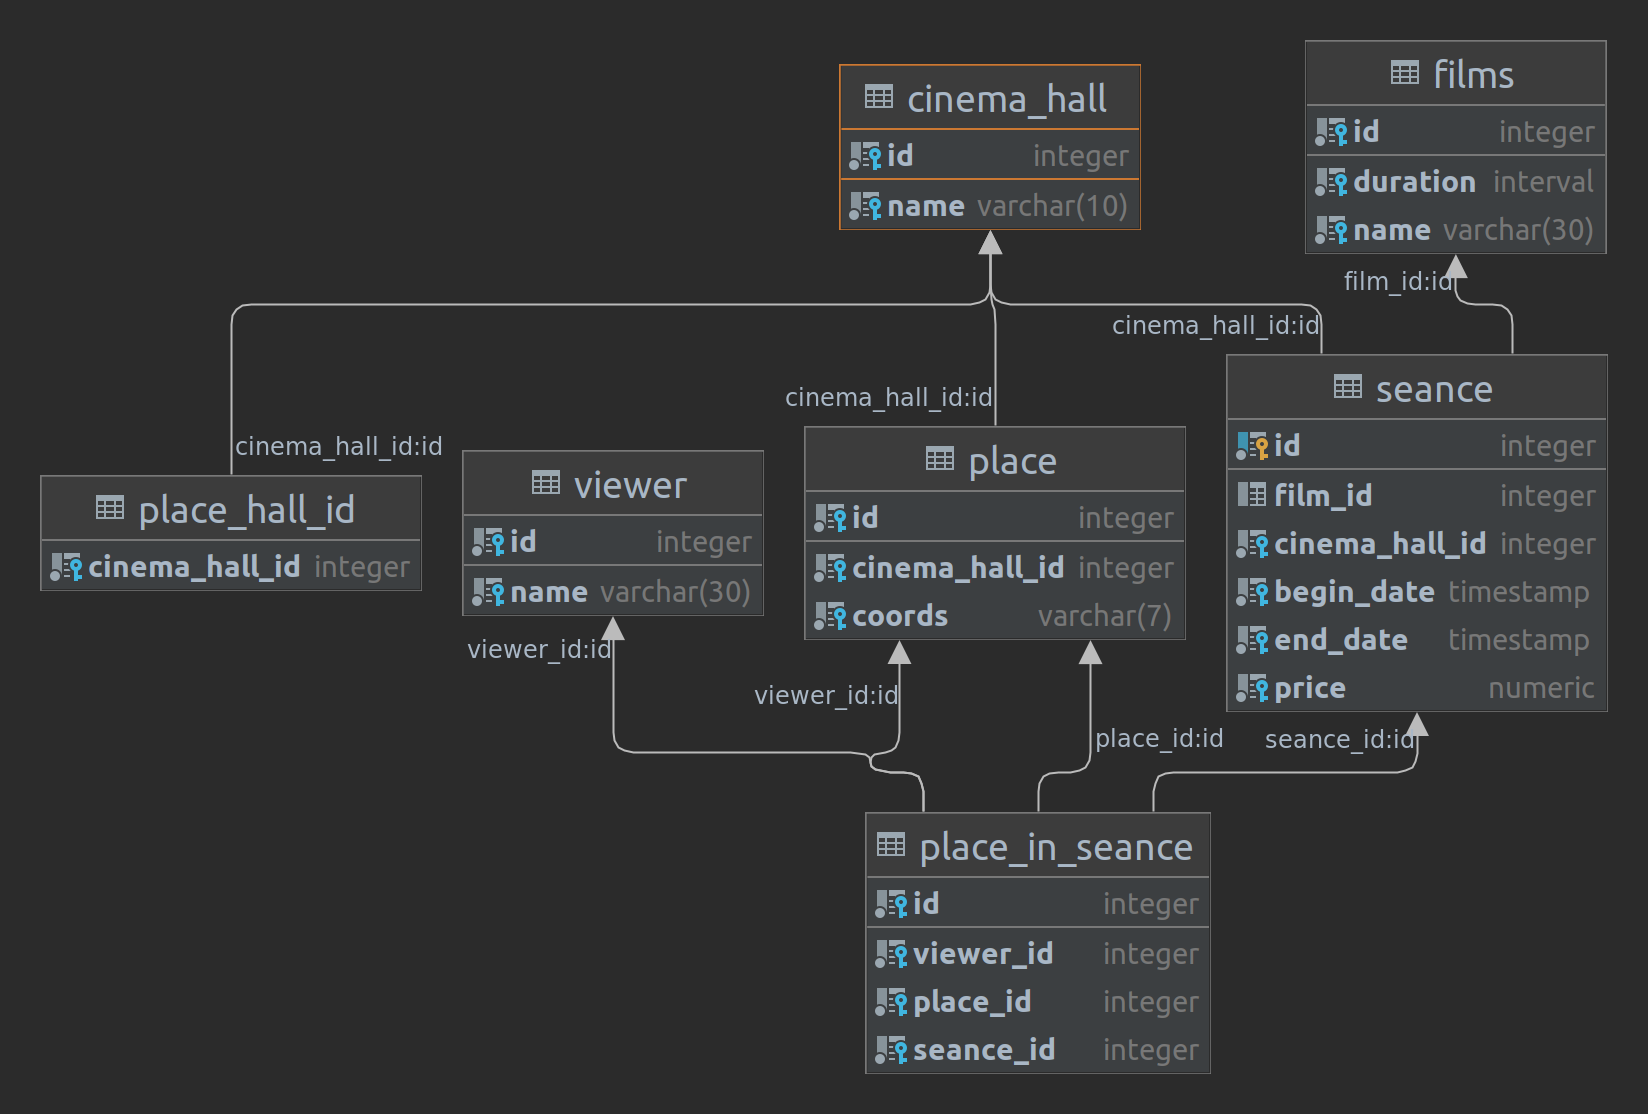 cinema_hall
id integer
name varchar(10)
films
id integer
duration interval
name varchar(30)
film_id:id
cinema_hall_id:id
cinema_hall_id:id
cinema_hall_id:id
place_hall_id
cinema_hall_id integer
viewer
id integer
name varchar(30)
place
id integer
cinema_hall_id integer
coords varchar(7)
seance
id integer
film_id integer
cinema_hall_id integer
begin_date timestamp
end_date timestamp
price numeric
viewer_id:id
viewer_id:id
place_id:id
seance_id:id
place_in_seance
id integer
viewer_id integer
place_id integer
seance_id integer